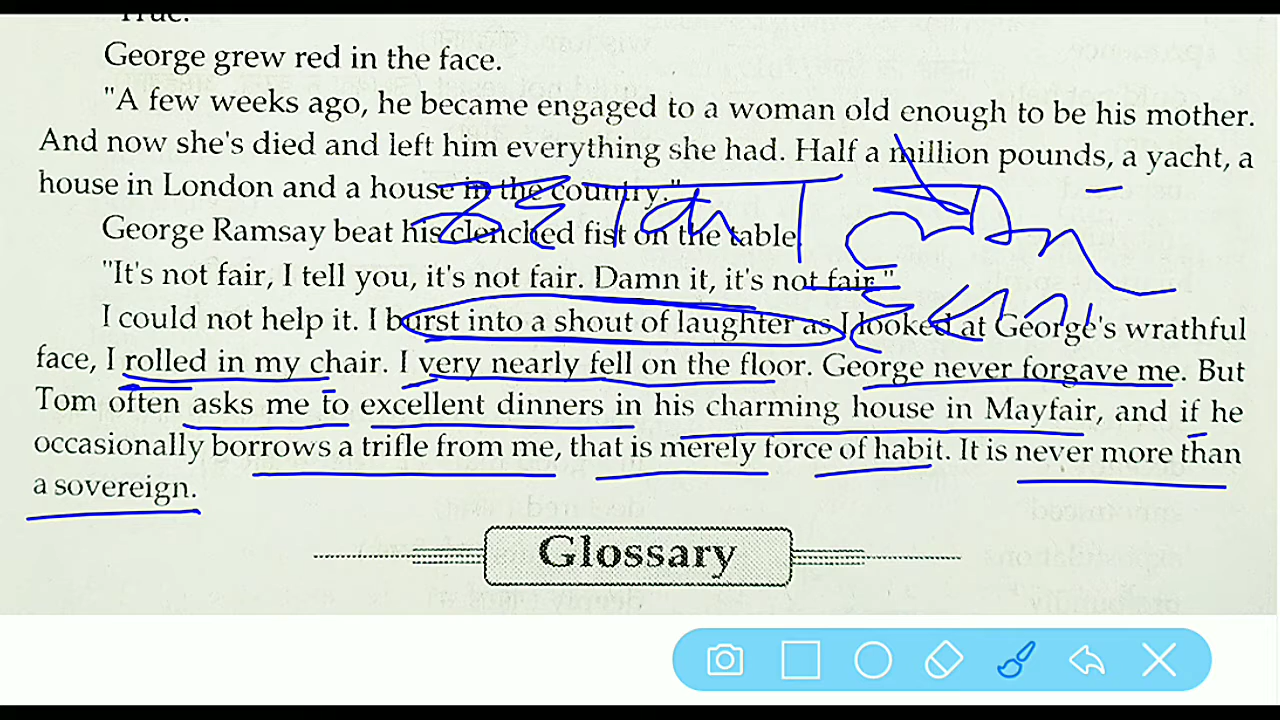 "True.
George grew red in the face.
"A few weeks ago, he became engaged to a woman old enough to be his mother.
And now she's died and left him everything she had. Half a million pounds, a yacht, a
house in London and a house in the country."
George Ramsay beat his clenched fist on the table.
"It's not fair, I tell you, it's not fair. Damn it, it's not fair."
I could not help it. I burst into a shout of laughter as I looked at George's wrathful
face, I rolled in my chair. I very nearly fell on the floor. George never forgave me. But
Tom often asks me to excellent dinners in his charming house in Mayfair, and if he
occasionally borrows a trifle from me, that is merely force of habit. It is never more than
a sovereign.
Glossary